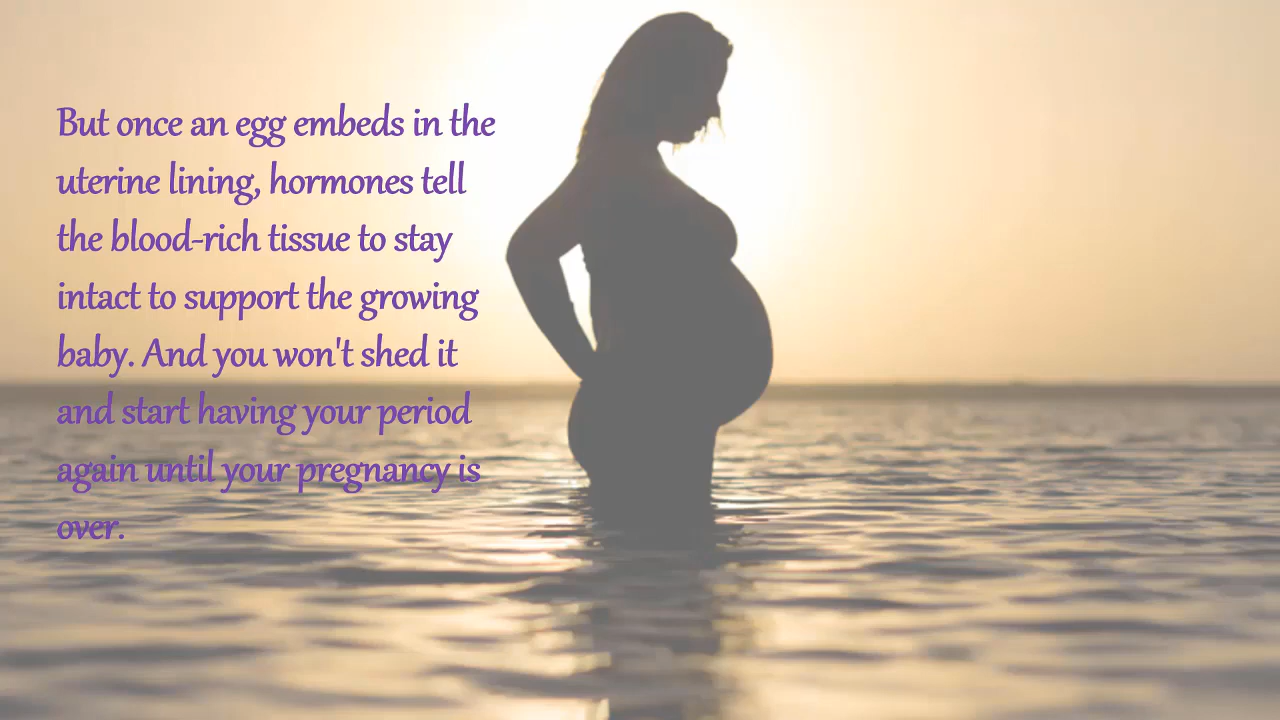 But once an egg embeds in the
uterine lining, hormones tell
the blood-rich tissue to stay
intact to support the growing
baby. And you won't shed it
and start having your period
again until your pregnancy is
over.